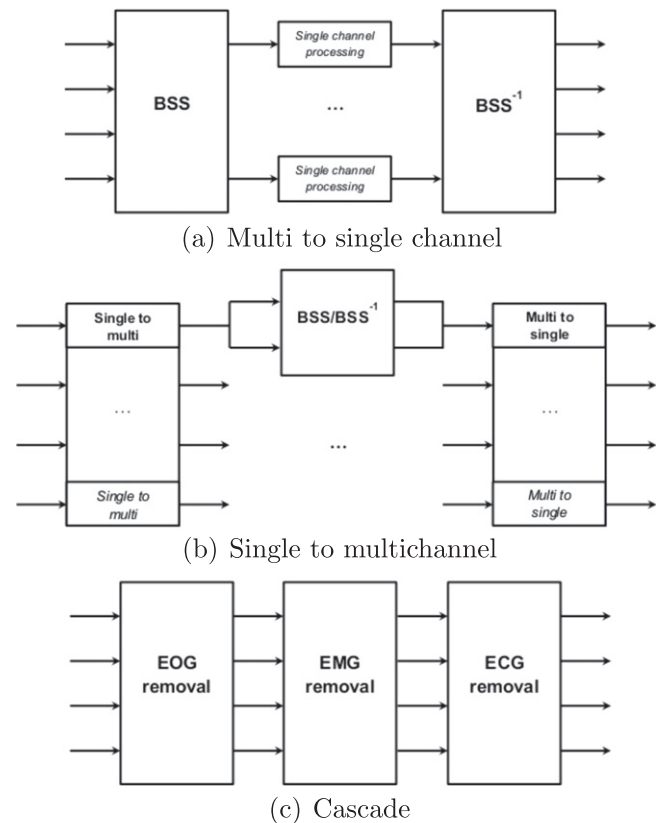 Single channel
processing
BSS
...
BSS-1
Single channel
processing
(a) Multi to single channel
Single to
multi
BSS/BSS-1
Multi to
single
...
...
...
Single to
multi
Multi to
single
(b) Single to multichannel
EOG
removal
EMG
removal
ECG
removal
(c) Cascade